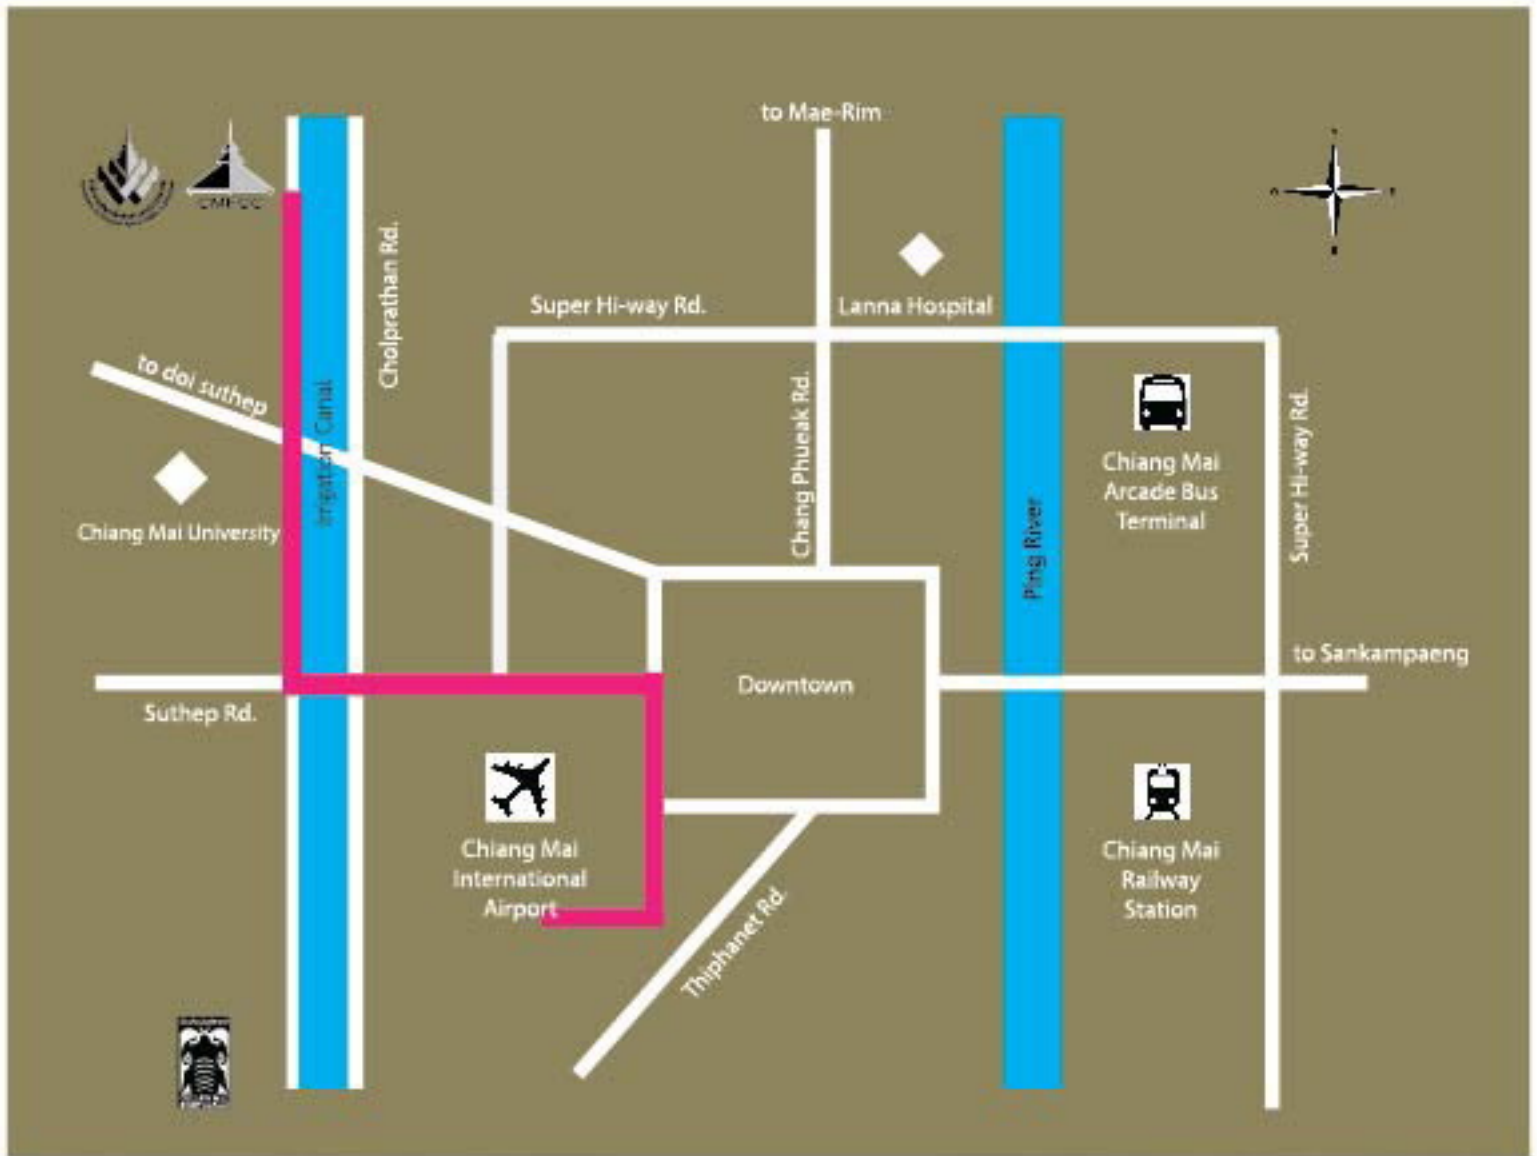 to Mae-Rim
CMECC
Cholprathan Rd.
Super Hi-way Rd.
Lanna Hospital
to doi suthep
Irrigation Canal
Chang Phueak Rd.
Chiang Mai
Arcade Bus
Terminal
Super Hi-way Rd.
Chiang Mai University
Ping River
to Sankampaeng
Suthep Rd.
Downtown
Chiang Mai
International
Airport
Chiang Mai
Railway
Station
Thiphanet Rd.